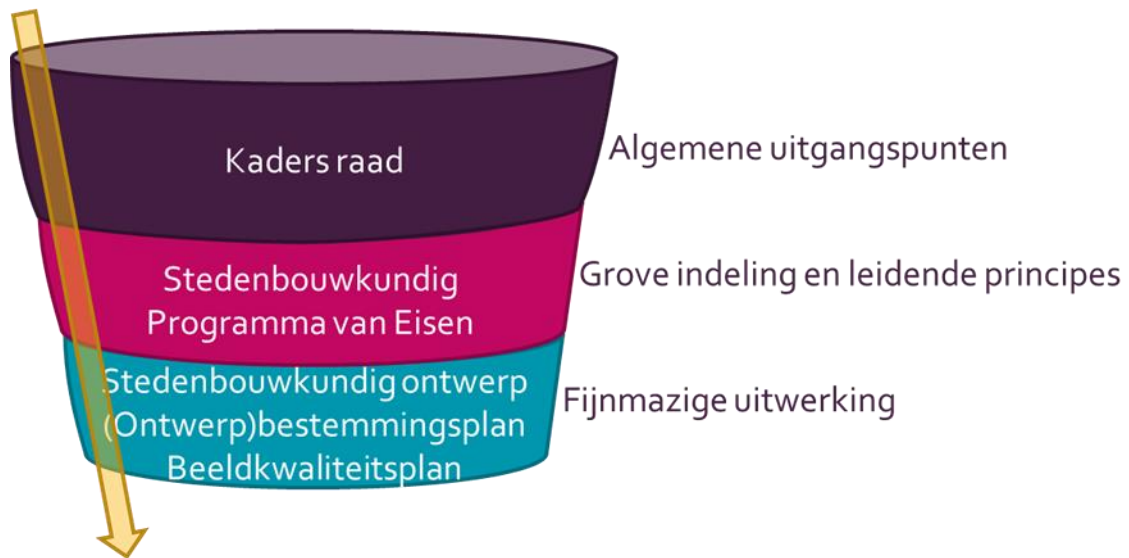 Kaders raad
Algemene uitgangspunten
Stedenbouwkundig
Programma van Eisen
Grove indeling en leidende principes
Stedenbouwkundig ontwerp
(Ontwerp)bestemmingsplan
Beeldkwaliteitsplan
Fijnmazige uitwerking